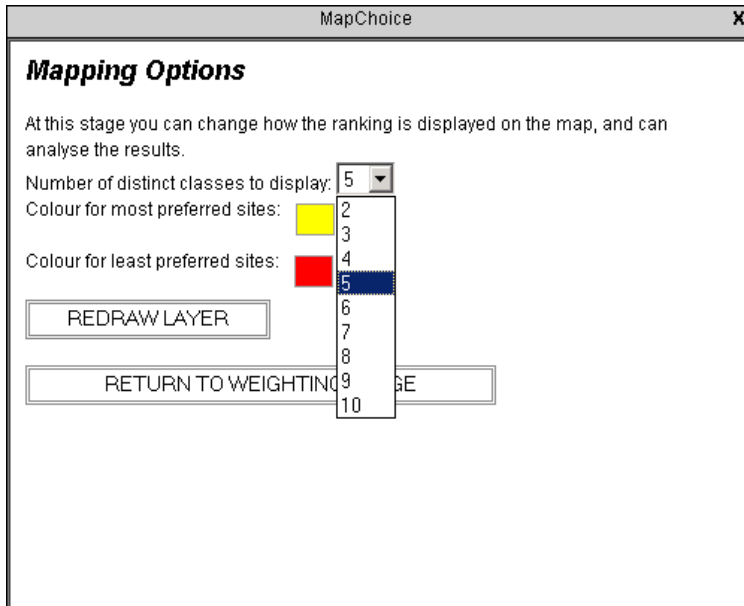 MapChoice X
Mapping Options
At this stage you can change how the ranking is displayed on the map, and can
analyse the results.
Number of distinct classes to display: 5
Colour for most preferred sites:
2
3
4
Colour for least preferred sites:
5
6
REDRAW LAYER
7
8
RETURN TO WEIGHTING
9
10